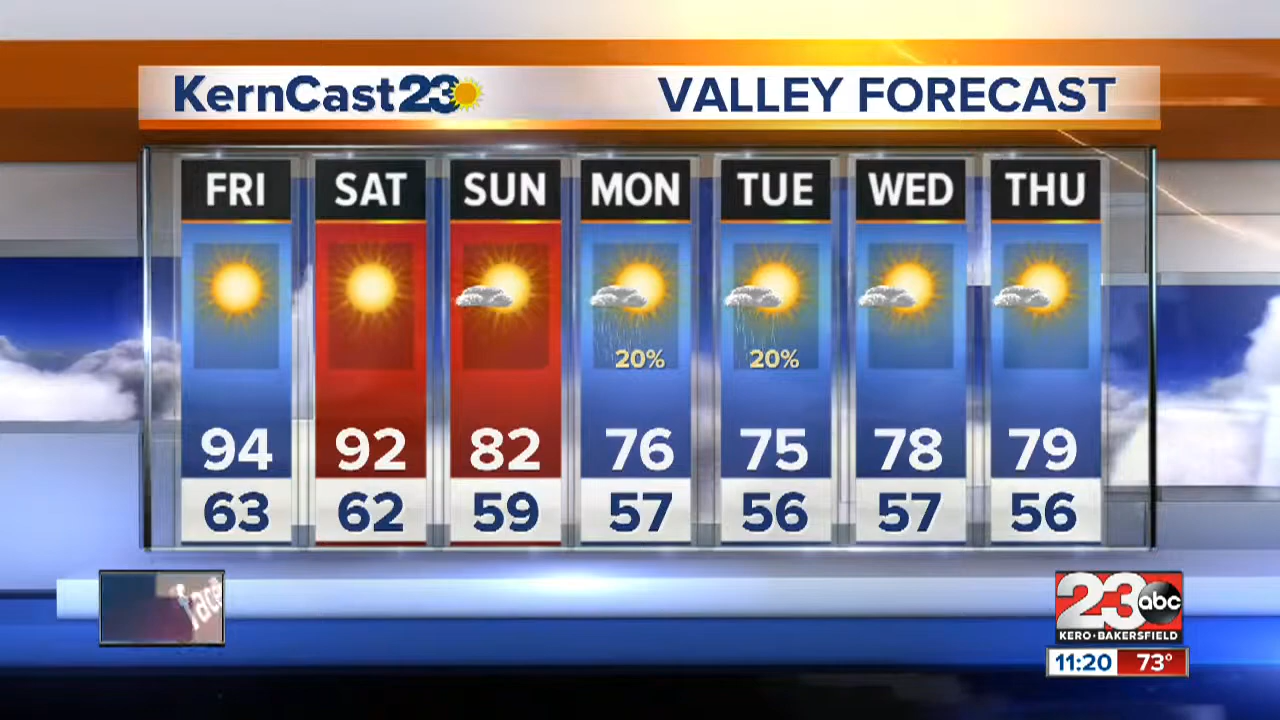 KernCast23
VALLEY FORECAST
FRI SAT SUN MON TUE WED THU
20% 20%
94 92 82 76 75 78 79
63 62 59 57 56 57 56
face
23 abc
KERO·BAKERSFIELD
11:20 73°